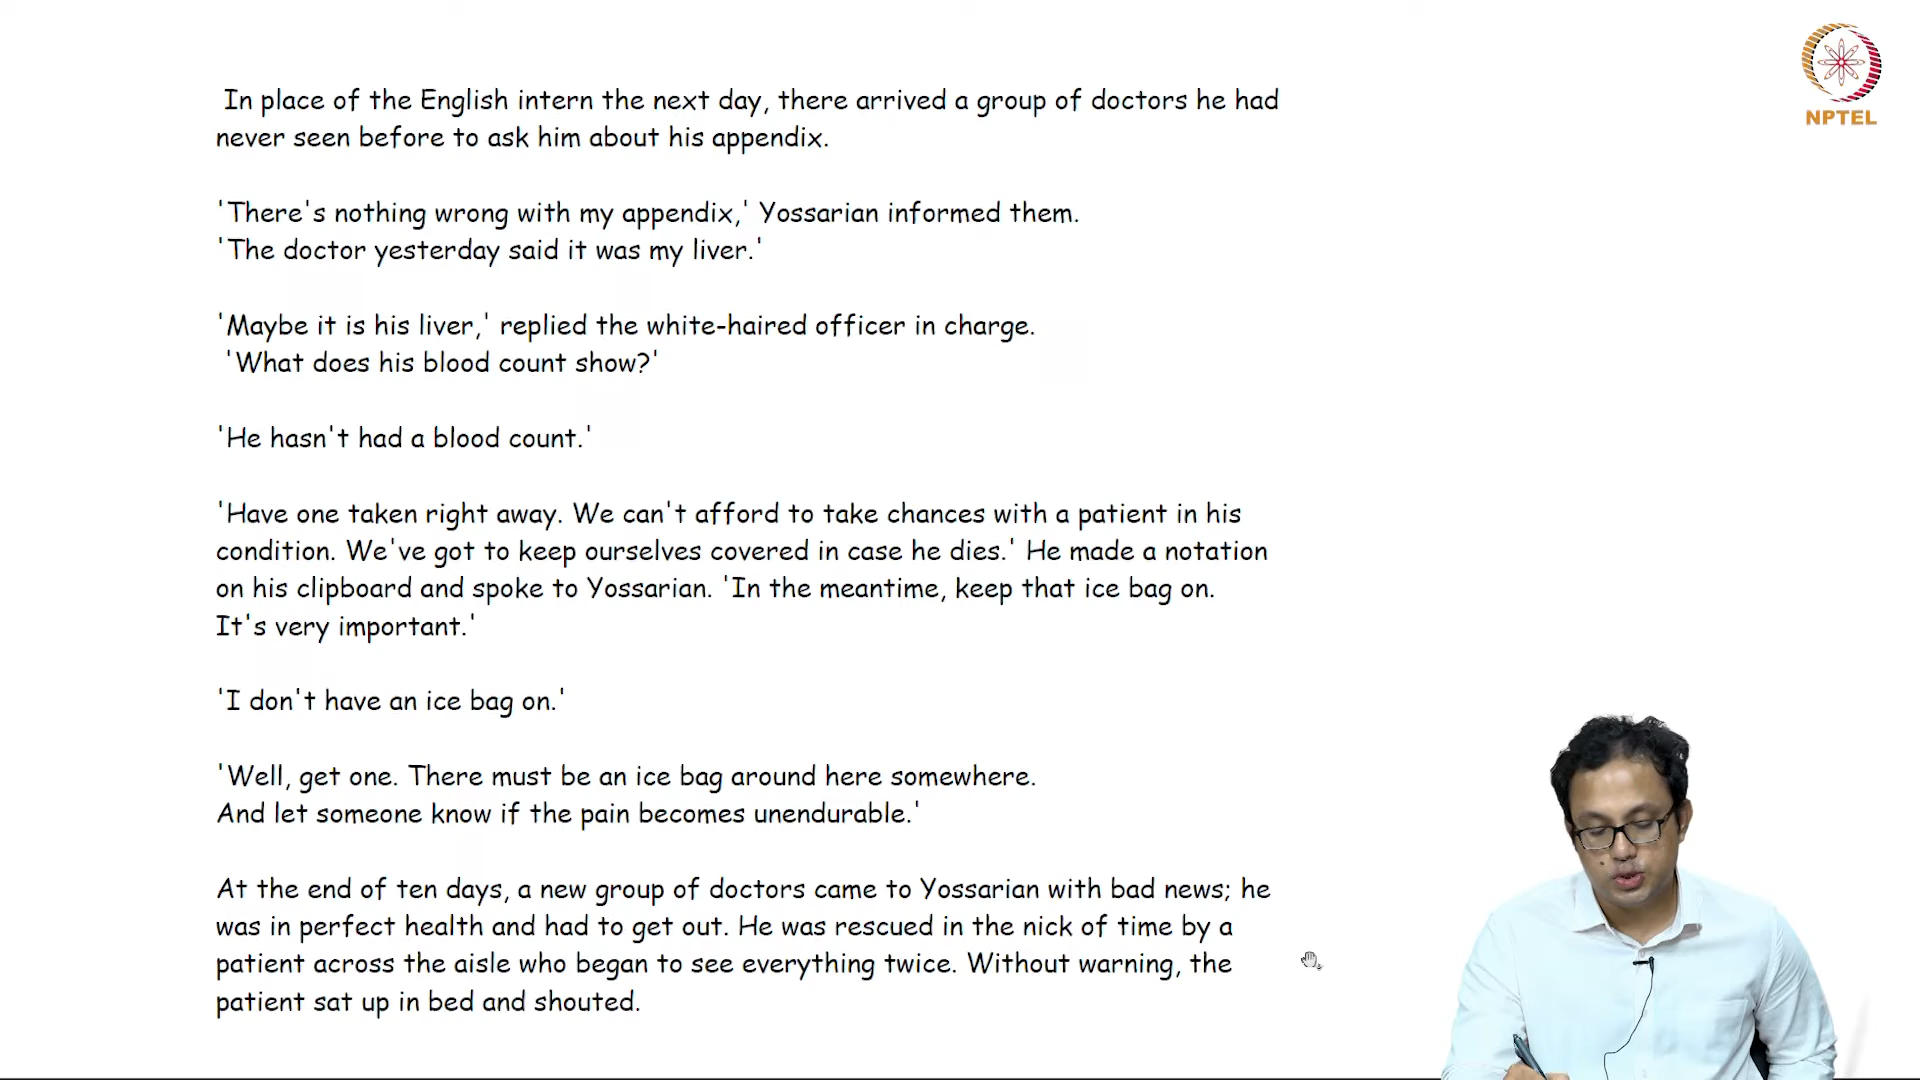 In place of the English intern the next day, there arrived a group of doctors he had
never seen before to ask him about his appendix.
'There's nothing wrong with my appendix,' Yossarian informed them.
'The doctor yesterday said it was my liver.'
'Maybe it is his liver,' replied the white-haired officer in charge.
'What does his blood count show?'
'He hasn't had a blood count.'
'Have one taken right away. We can't afford to take chances with a patient in his
condition. We've got to keep ourselves covered in case he dies.' He made a notation
on his clipboard and spoke to Yossarian. 'In the meantime, keep that ice bag on.
It's very important.'
'I don't have an ice bag on.'
'Well, get one. There must be an ice bag around here somewhere.
And let someone know if the pain becomes unendurable.'
At the end of ten days, a new group of doctors came to Yossarian with bad news; he
was in perfect health and had to get out. He was rescued in the nick of time by a
patient across the aisle who began to see everything twice. Without warning, the
patient sat up in bed and shouted.
NPTEL